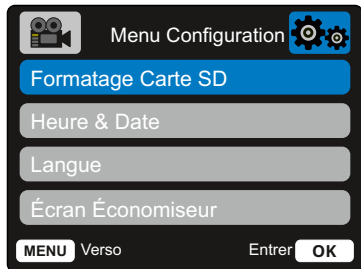 Menu Configuration
Formatage Carte SD
Heure & Date
Langue
Écran Économiseur
MENU Verso Entrer OK